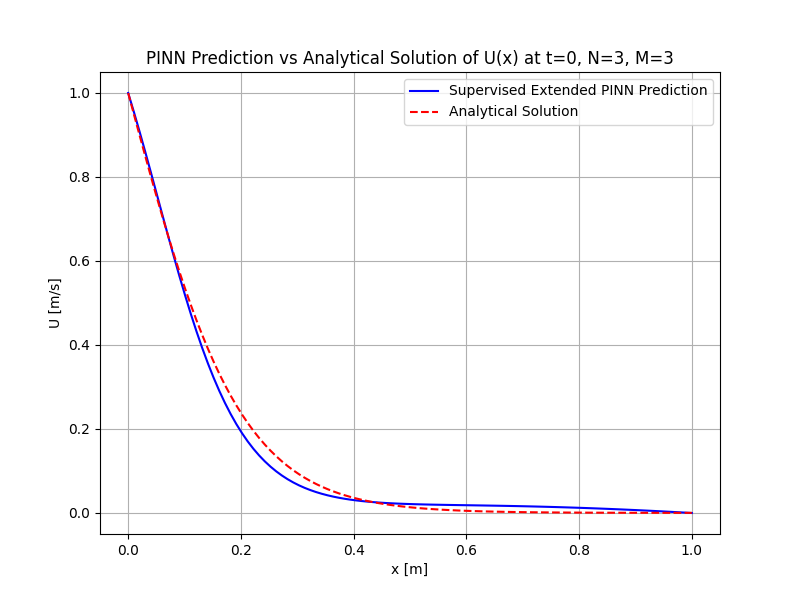 PINN Prediction vs Analytical Solution of U(x) at t=0, N=3, M=3
Supervised Extended PINN Prediction
Analytical Solution
U [m/s]
1.0
0.8
0.6
0.4
0.2
0.0
0.0 0.2 0.4 0.6 0.8 1.0
x [m]